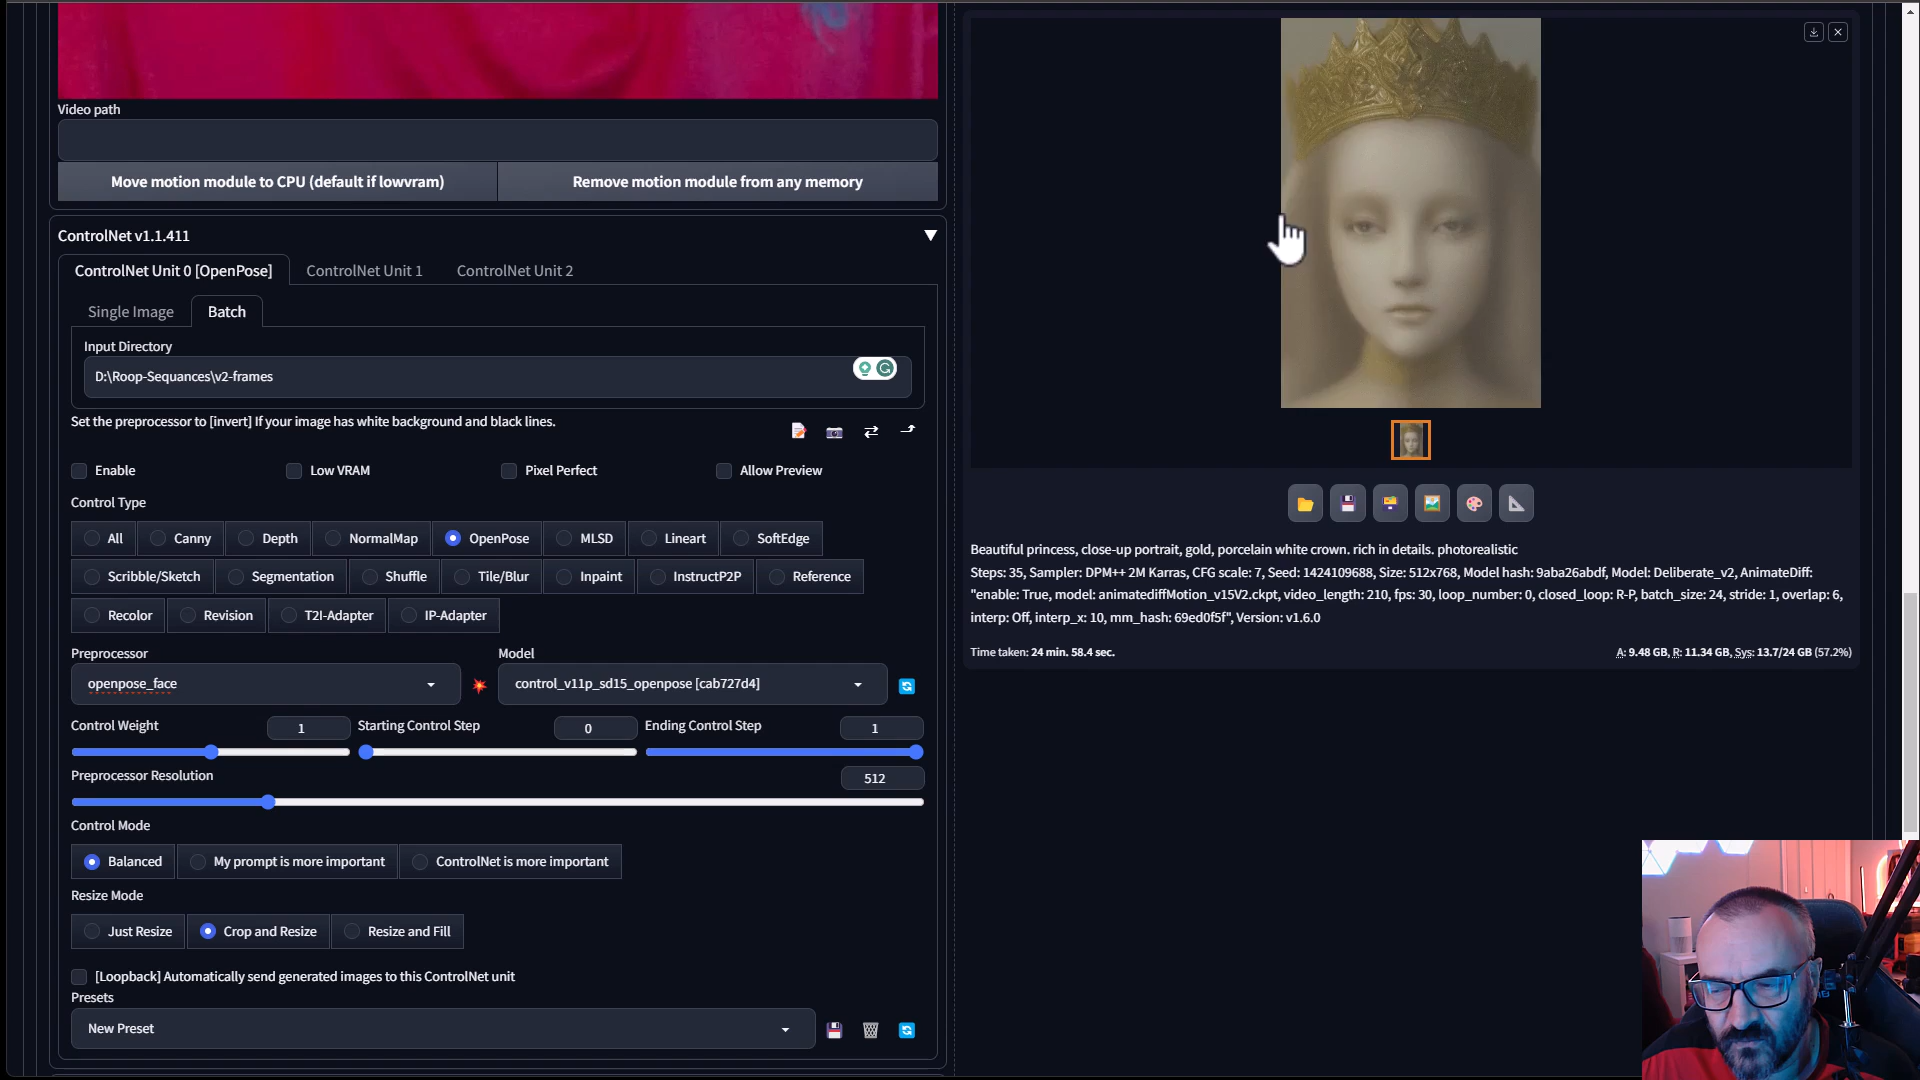 Video path
Move motion module to CPU (default if lowvram)
Remove motion module from any memory
ControlNet v1.1.411
ControlNet Unit 0 [OpenPose]
ControlNet Unit 1
ControlNet Unit 2
Single Image
Batch
Input Directory
D:\Roop-Sequances\v2-frames
Set the preprocessor to [invert] If your image has white background and black lines.
Enable
Low VRAM
Pixel Perfect
Allow Preview
Control Type
All
Canny
Depth
NormalMap
OpenPose
MLSD
Lineart
SoftEdge
Scribble/Sketch
Segmentation
Shuffle
Tile/Blur
Inpaint
InstructP2P
Reference
Recolor
Revision
T2I-Adapter
IP-Adapter
Preprocessor
Model
openpose_face
control_v11p_sd15_openpose [cab727d4]
Control Weight
1
Starting Control Step
0
Ending Control Step
1
Preprocessor Resolution
512
Control Mode
Balanced
My prompt is more important
ControlNet is more important
Resize Mode
Just Resize
Crop and Resize
Resize and Fill
[Loopback] Automatically send generated images to this ControlNet unit
Presets
New Preset
Beautiful princess, close-up portrait, gold, porcelain white crown. rich in details. photorealistic
Steps: 35, Sampler: DPM++ 2M Karras, CFG scale: 7, Seed: 1424109688, Size: 512x768, Model hash: 9aba26abdf, Model: Deliberate_v2, AnimateDiff:
"enable: True, model: animatediffMotion_v15V2.ckpt, video_length: 210, fps: 30, loop_number: 0, closed_loop: R-P, batch_size: 24, stride: 1, overlap: 6,
interp: Off, interp_x: 10, mm_hash: 69ed0f5f", Version: v1.6.0
Time taken: 24 min. 58.4 sec.
A: 9.48 GB, R: 11.34 GB, Sys: 13.7/24 GB (57.2%)